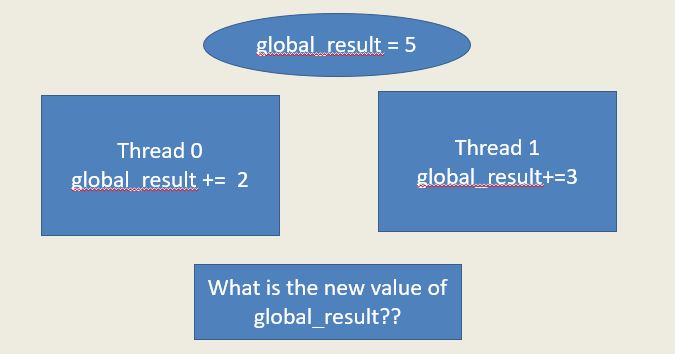 global_result = 5
Thread 0
global_result += 2
Thread 1
global_result+=3
What is the new value of
global_result??